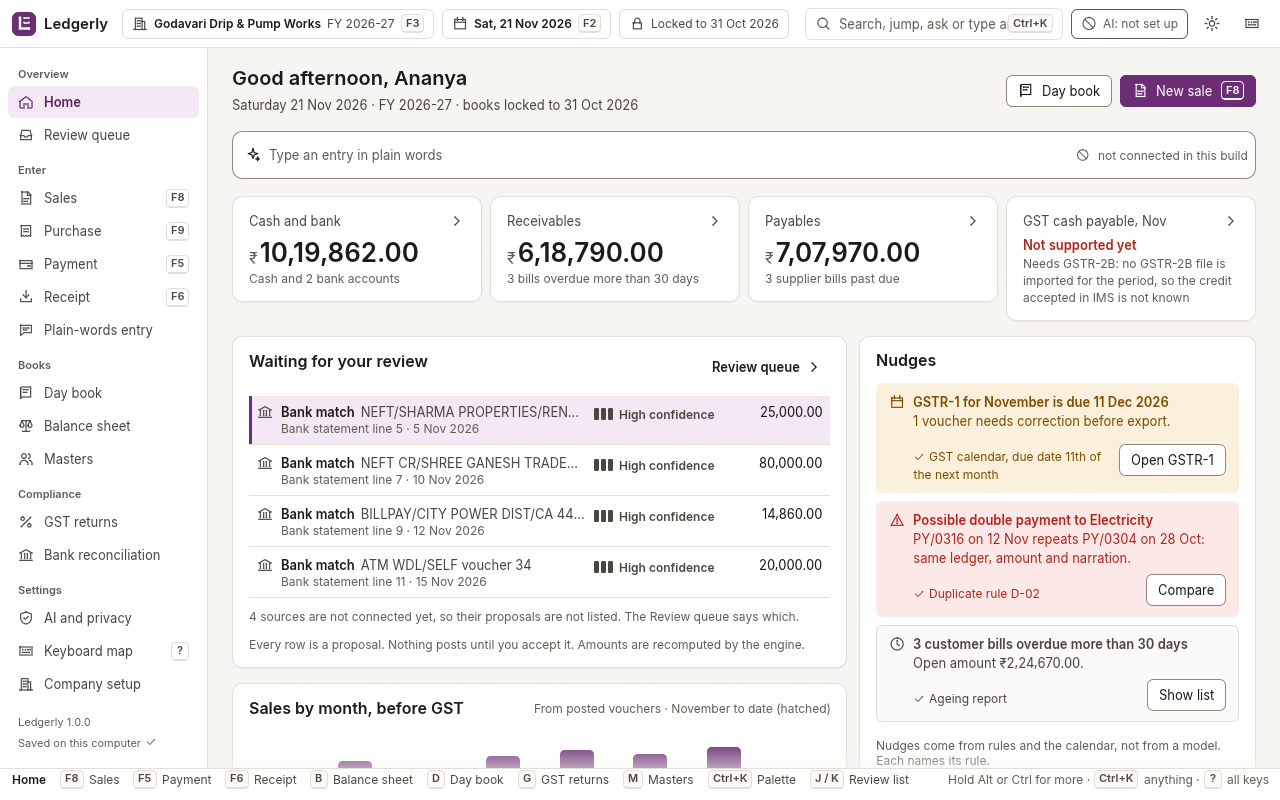 Ledgerly
Godavari Drip & Pump Works FY 2026-27 F3
Sat, 21 Nov 2026 F2
Locked to 31 Oct 2026
Search, jump, ask or type a Ctrl+K
AI: not set up
Overview
Home
Review queue
Enter
Sales F8
Purchase F9
Payment F5
Receipt F6
Plain-words entry
Books
Day book
Balance sheet
Masters
Compliance
GST returns
Bank reconciliation
Settings
AI and privacy
Keyboard map ?
Company setup
Ledgerly 1.0.0
Saved on this computer
Good afternoon, Ananya
Saturday 21 Nov 2026 · FY 2026-27 · books locked to 31 Oct 2026
Day book
New sale F8
Type an entry in plain words
not connected in this build
Cash and bank
₹10,19,862.00
Cash and 2 bank accounts
Receivables
₹6,18,790.00
3 bills overdue more than 30 days
Payables
₹7,07,970.00
3 supplier bills past due
GST cash payable, Nov
Not supported yet
Needs GSTR-2B: no GSTR-2B file is
imported for the period, so the credit
accepted in IMS is not known
Waiting for your review
Review queue
Bank match NEFT/SHARMA PROPERTIES/REN... High confidence 25,000.00
Bank statement line 5 · 5 Nov 2026
Bank match NEFT CR/SHREE GANESH TRADE... High confidence 80,000.00
Bank statement line 7 · 10 Nov 2026
Bank match BILLPAY/CITY POWER DIST/CA 44... High confidence 14,860.00
Bank statement line 9 · 12 Nov 2026
Bank match ATM WDL/SELF voucher 34 High confidence 20,000.00
Bank statement line 11 · 15 Nov 2026
4 sources are not connected yet, so their proposals are not listed. The Review queue says which.
Every row is a proposal. Nothing posts until you accept it. Amounts are recomputed by the engine.
Sales by month, before GST
From posted vouchers · November to date (hatched)
Nudges
GSTR-1 for November is due 11 Dec 2026
1 voucher needs correction before export.
GST calendar, due date 11th of
the next month
Open GSTR-1
Possible double payment to Electricity
PY/0316 on 12 Nov repeats PY/0304 on 28 Oct:
same ledger, amount and narration.
Duplicate rule D-02
Compare
3 customer bills overdue more than 30 days
Open amount ₹2,24,670.00.
Ageing report
Show list
Nudges come from rules and the calendar, not from a model.
Each names its rule.
Home F8 Sales F5 Payment F6 Receipt B Balance sheet D Day book G GST returns M Masters Ctrl+K Palette J / K Review list Hold Alt or Ctrl for more · Ctrl+K anything · ? all keys